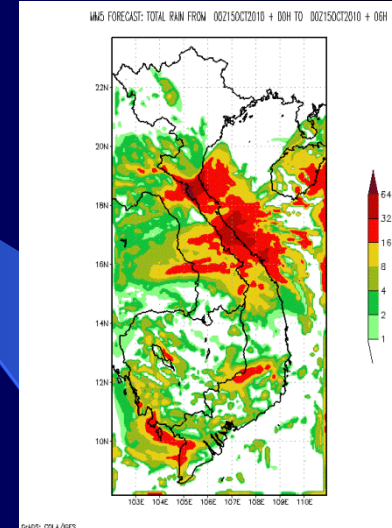 MM5 FORECAST: TOTAL RAIN FROM 00Z15OCT2010 + 00H TO 00Z15OCT2010 + 06H
22N
20N
18N
16N
14N
12N
10N
64
32
16
8
4
2
1
103E 104E 105E 106E 107E 108E 109E 110E
GrADS: COLA/IGES